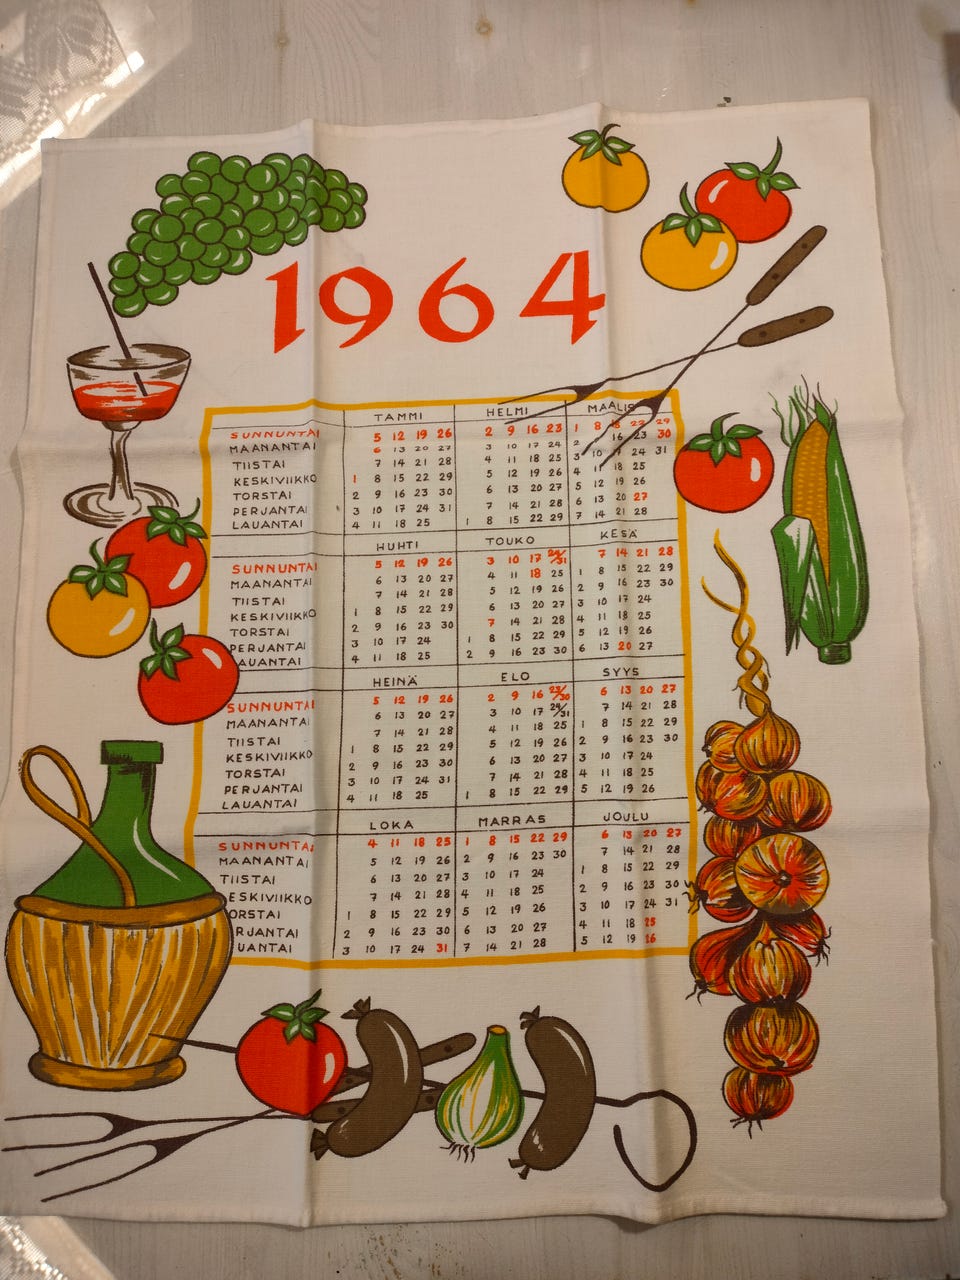 1964
TAMMI HELMI MAALIS
SUNNUNTAI 5 12 19 26 2 9 16 23 1 8 15 22 29
MAANANTAI 6 13 20 27 3 10 17 24 2 16 23 30
TIISTAI 7 14 21 28 4 11 18 25 3 10 17 24 31
KESKIVIIKKO 1 8 15 22 29 5 12 19 26 4 11 18 25
TORSTAI 2 9 16 23 30 6 13 20 27 5 12 19 26
PERJANTAI 3 10 17 24 31 7 14 21 28 6 13 20 27
LAUANTAI 4 11 18 25 1 8 15 22 29 7 14 21 28
HUHTI TOUKO KESÄ
SUNNUNTAI 5 12 19 26 3 10 17 24/31 7 14 21 28
MAANANTAI 6 13 20 27 4 11 18 25 1 8 15 22 29
TIISTAI 7 14 21 28 5 12 19 26 2 9 16 23 30
KESKIVIIKKO 1 8 15 22 29 6 13 20 27 3 10 17 24
TORSTAI 2 9 16 23 30 7 14 21 28 4 11 18 25
PERJANTAI 3 10 17 24 1 8 15 22 29 5 12 19 26
LAUANTAI 4 11 18 25 2 9 16 23 30 6 13 20 27
HEINÄ ELO SYYS
SUNNUNTAI 5 12 19 26 2 9 16 23/30 6 13 20 27
MAANANTAI 6 13 20 27 3 10 17 24/31 7 14 21 28
TIISTAI 7 14 21 28 4 11 18 25 1 8 15 22 29
KESKIVIIKKO 1 8 15 22 29 5 12 19 26 2 9 16 23 30
TORSTAI 2 9 16 23 30 6 13 20 27 3 10 17 24
PERJANTAI 3 10 17 24 31 7 14 21 28 4 11 18 25
LAUANTAI 4 11 18 25 1 8 15 22 29 5 12 19 26
LOKA MARRAS JOULU
SUNNUNTAI 4 11 18 25 1 8 15 22 29 6 13 20 27
MAANANTAI 5 12 19 26 2 9 16 23 30 7 14 21 28
TIISTAI 6 13 20 27 3 10 17 24 1 8 15 22 29
ESKIVIIKKO 7 14 21 28 4 11 18 25 2 9 16 23 30
ORSTAI 1 8 15 22 29 5 12 19 26 3 10 17 24 31
RJANTAI 2 9 16 23 30 6 13 20 27 4 11 18 25
UANTAI 3 10 17 24 31 7 14 21 28 5 12 19 26